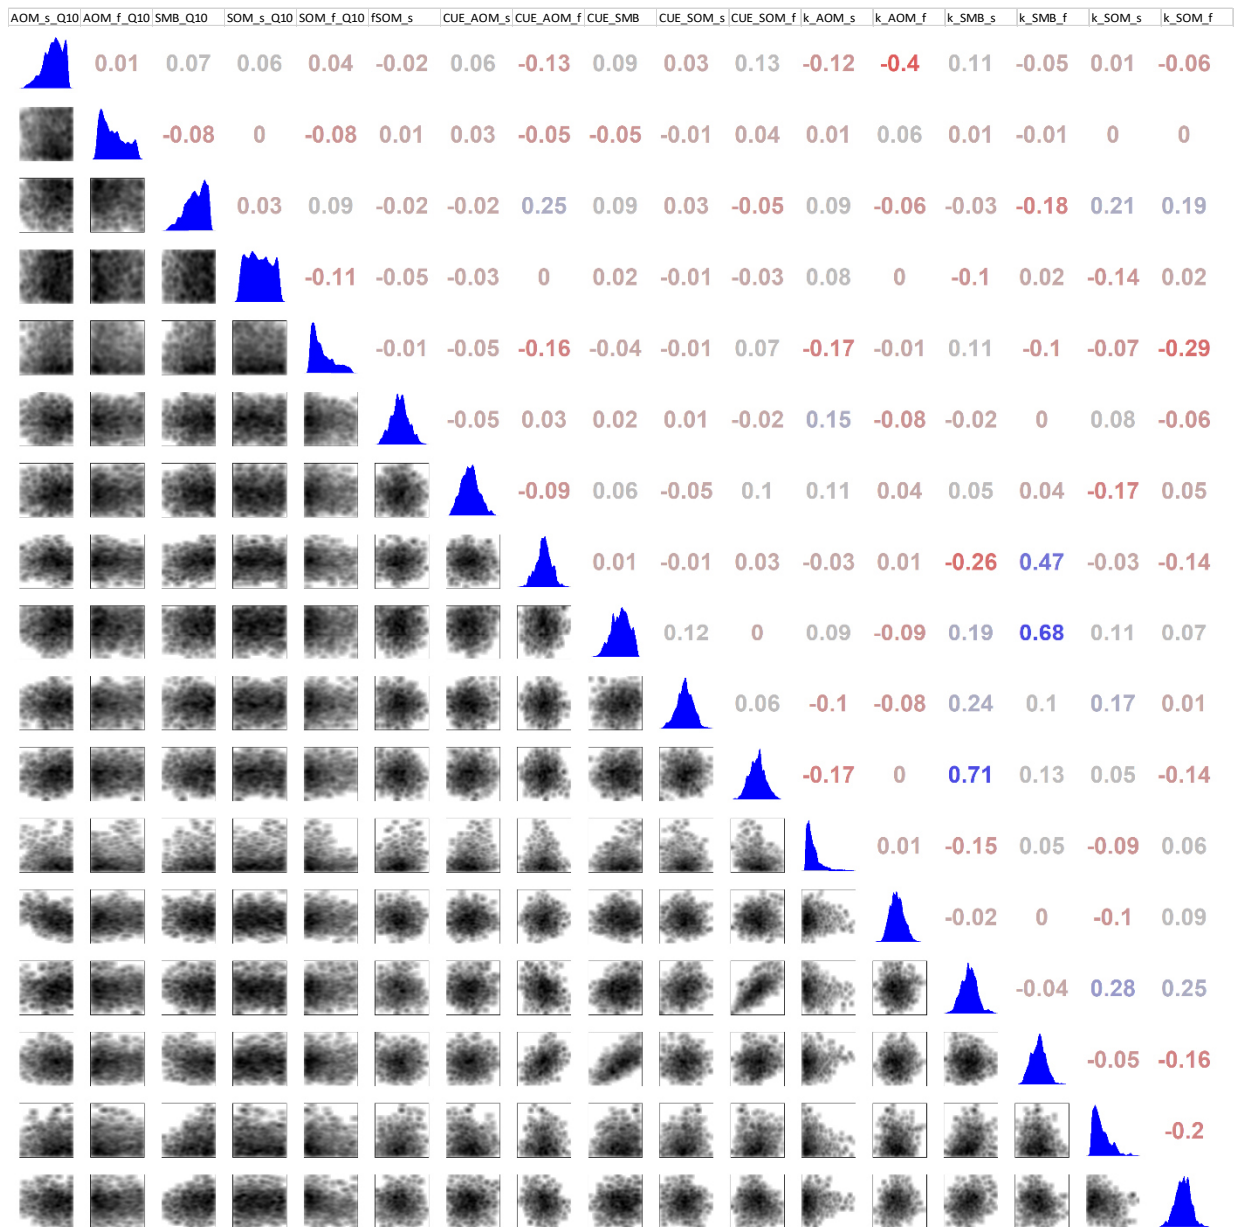 AOM_s_Q10 AOM_f_Q10 SMB_Q10 SOM_s_Q10 SOM_f_Q10 fSOM_s CUE_AOM_s CUE_AOM_f CUE_SMB CUE_SOM_s CUE_SOM_f k_AOM_s k_AOM_f k_SMB_s k_SMB_f k_SOM_s k_SOM_f
0.01 0.07 0.06 0.04 -0.02 0.06 -0.13 0.09 0.03 0.13 -0.12 -0.4 0.11 -0.05 0.01 -0.06
-0.08 0 -0.08 0.01 0.03 -0.05 -0.05 -0.01 0.04 0.01 0.06 0.01 -0.01 0 0
0.03 0.09 -0.02 -0.02 0.25 0.09 0.03 -0.05 0.09 -0.06 -0.03 -0.18 0.21 0.19
-0.11 -0.05 -0.03 0 0.02 -0.01 -0.03 0.08 0 -0.1 0.02 -0.14 0.02
-0.01 -0.05 -0.16 -0.04 -0.01 0.07 -0.17 -0.01 0.11 -0.1 -0.07 -0.29
-0.05 0.03 0.02 0.01 -0.02 0.15 -0.08 -0.02 0 0.08 -0.06
-0.09 0.06 -0.05 0.1 0.11 0.04 0.05 0.04 -0.17 0.05
0.01 -0.01 0.03 -0.03 0.01 -0.26 0.47 -0.03 -0.14
0.12 0 0.09 -0.09 0.19 0.68 0.11 0.07
0.06 -0.1 -0.08 0.24 0.1 0.17 0.01
-0.17 0 0.71 0.13 0.05 -0.14
0.01 -0.15 0.05 -0.09 0.06
-0.02 0 -0.1 0.09
-0.04 0.28 0.25
-0.05 -0.16
-0.2